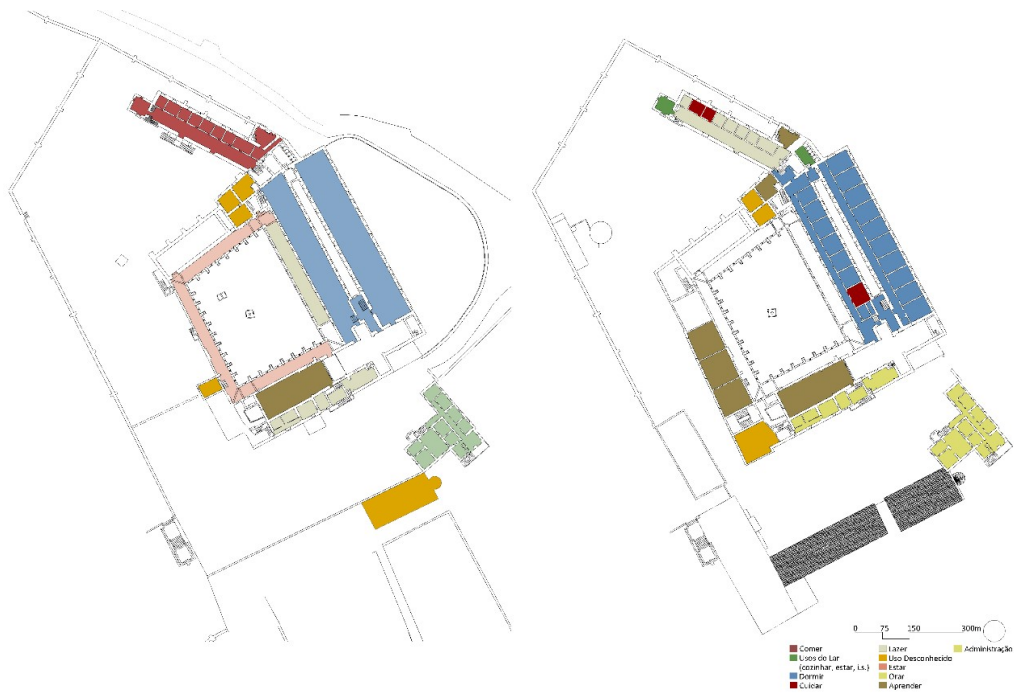 0 75 150 300m
Comer
Usos do Lar
(cozinhar, estar, i.s.)
Dormir
Cuidar
Lazer
Uso Desconhecido
Estar
Orar
Aprender
Administração